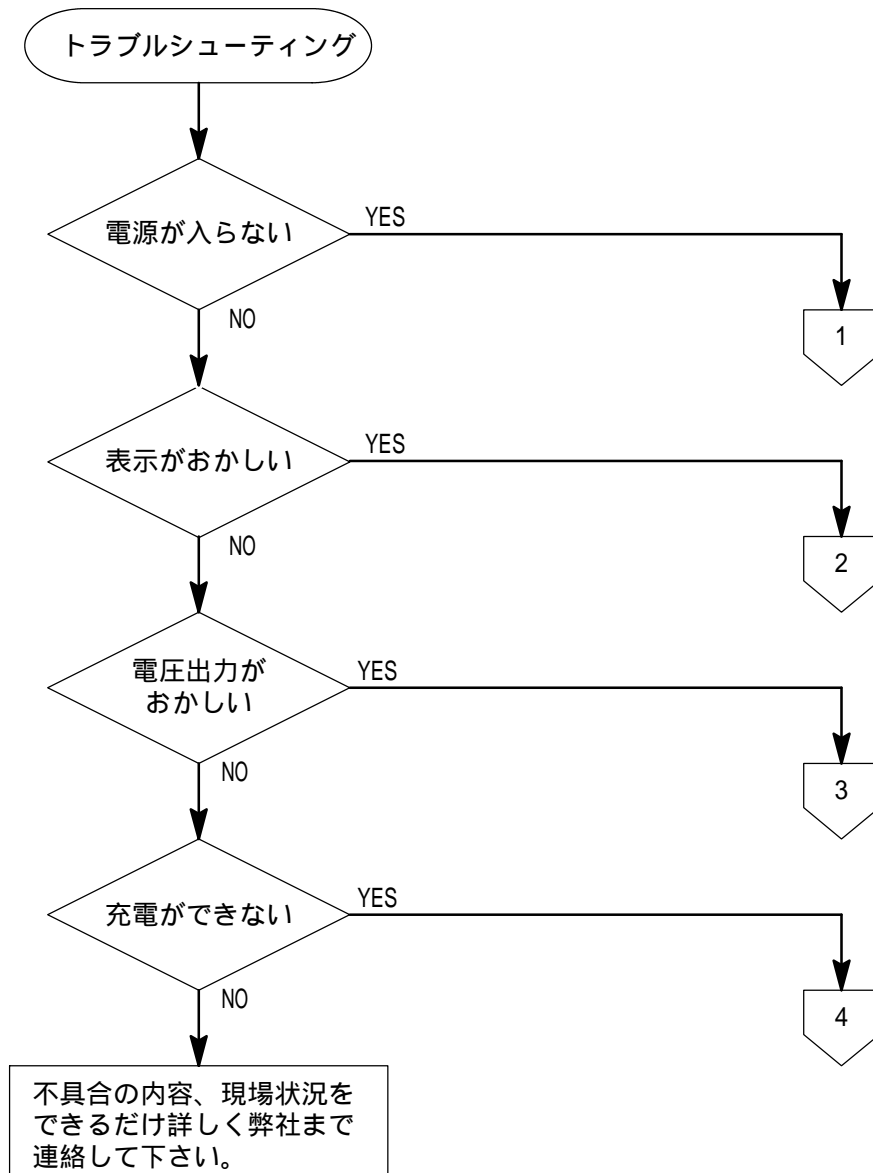 トラブルシューティング
電源が入らない
YES
1
NO
表示がおかしい
YES
2
NO
電圧出力が
おかしい
YES
3
NO
充電ができない
YES
4
NO
不具合の内容、現場状況を
できるだけ詳しく弊社まで
連絡して下さい。